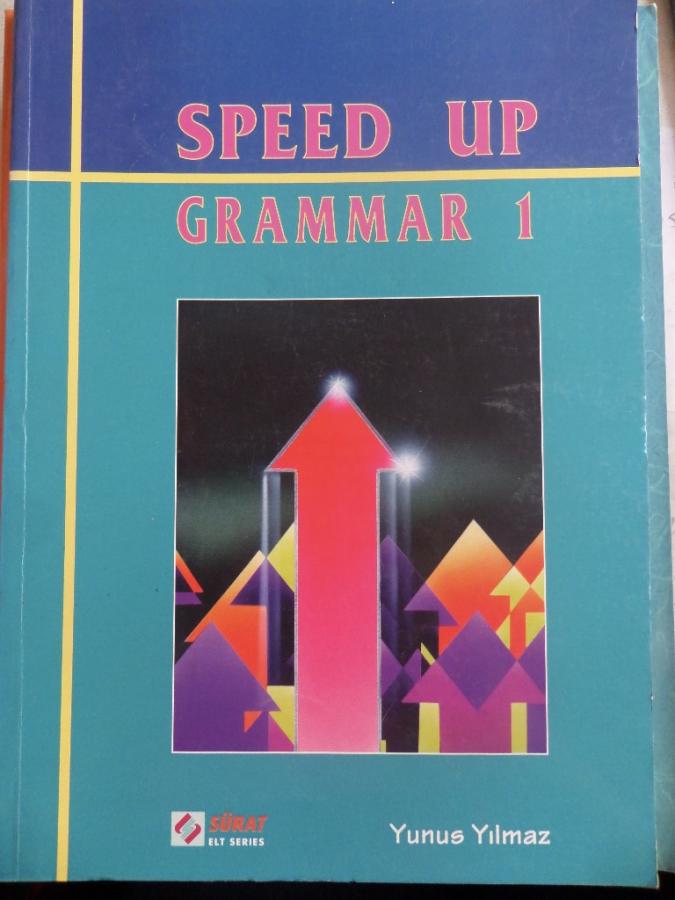 SPEED UP
GRAMMAR 1
SÜRAT
ELT SERIES
Yunus Yılmaz